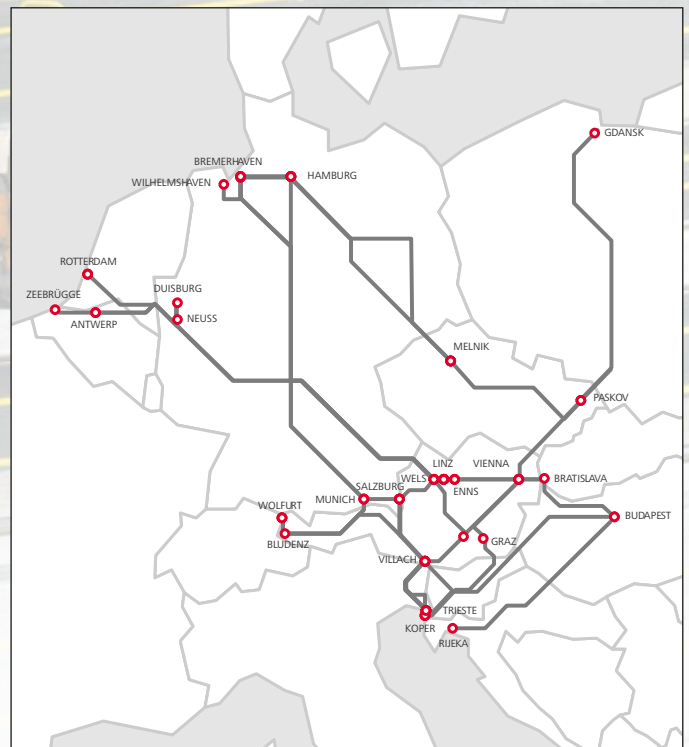 GDANSK
BREMERHAVEN
HAMBURG
WILHELMSHAVEN
ROTTERDAM
DUISBURG
ZEEBRÜGGE
NEUSS
ANTWERP
MELNIK
PASKOV
LINZ
VIENNA
WELS
BRATISLAVA
SALZBURG
ENNS
MUNICH
WOLFURT
BUDAPEST
GRAZ
BLUDENZ
VILLACH
TRIESTE
KOPER
RIJEKA